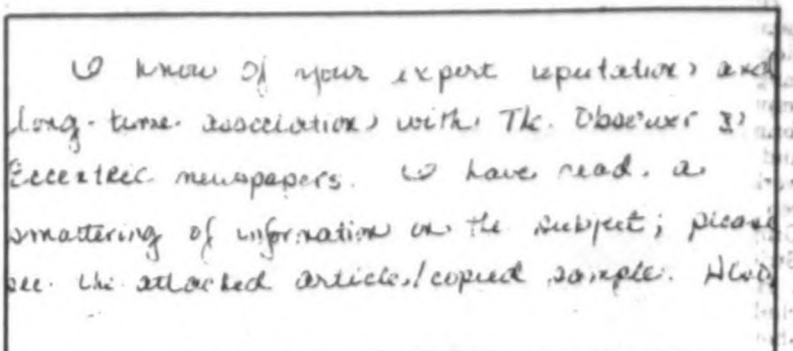 I know of your expert reputation and
long-time association with The Observer &
Eccentric newspapers. I have read a
smattering of information on the subject; please
see the attached article/copied sample. Also,